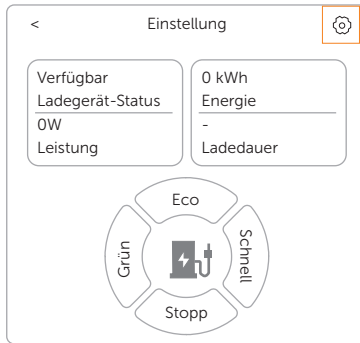 < Einstellung
Verfügbar
Ladegerät-Status
0W
Leistung
0 kWh
Energie
-
Ladedauer
Eco
Grün
Schnell
Stopp